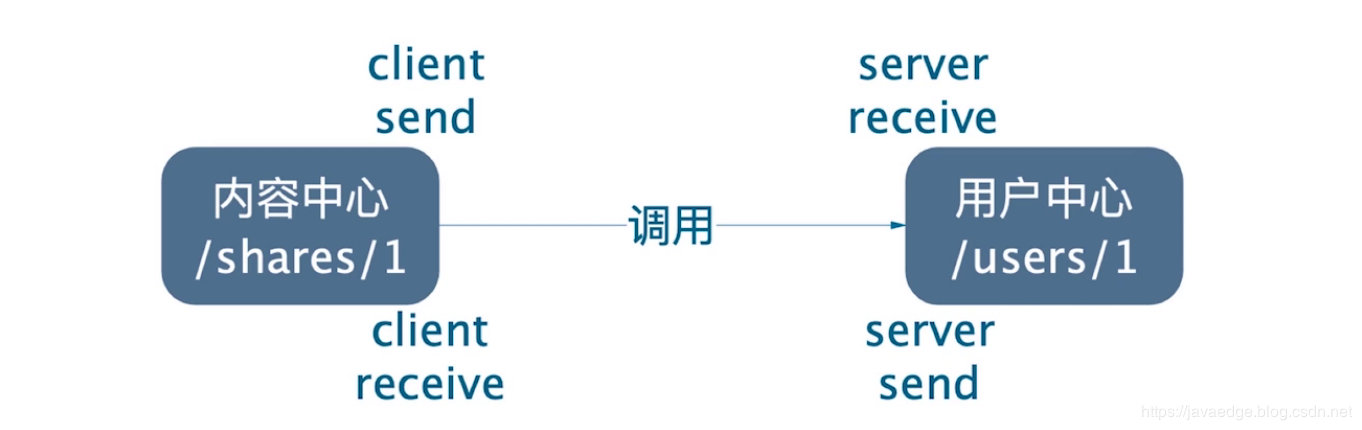 client
send
server
receive
内容中心
/shares/1
调用
用户中心
/users/1
client
receive
server
send
https://javaedge.blog.csdn.net